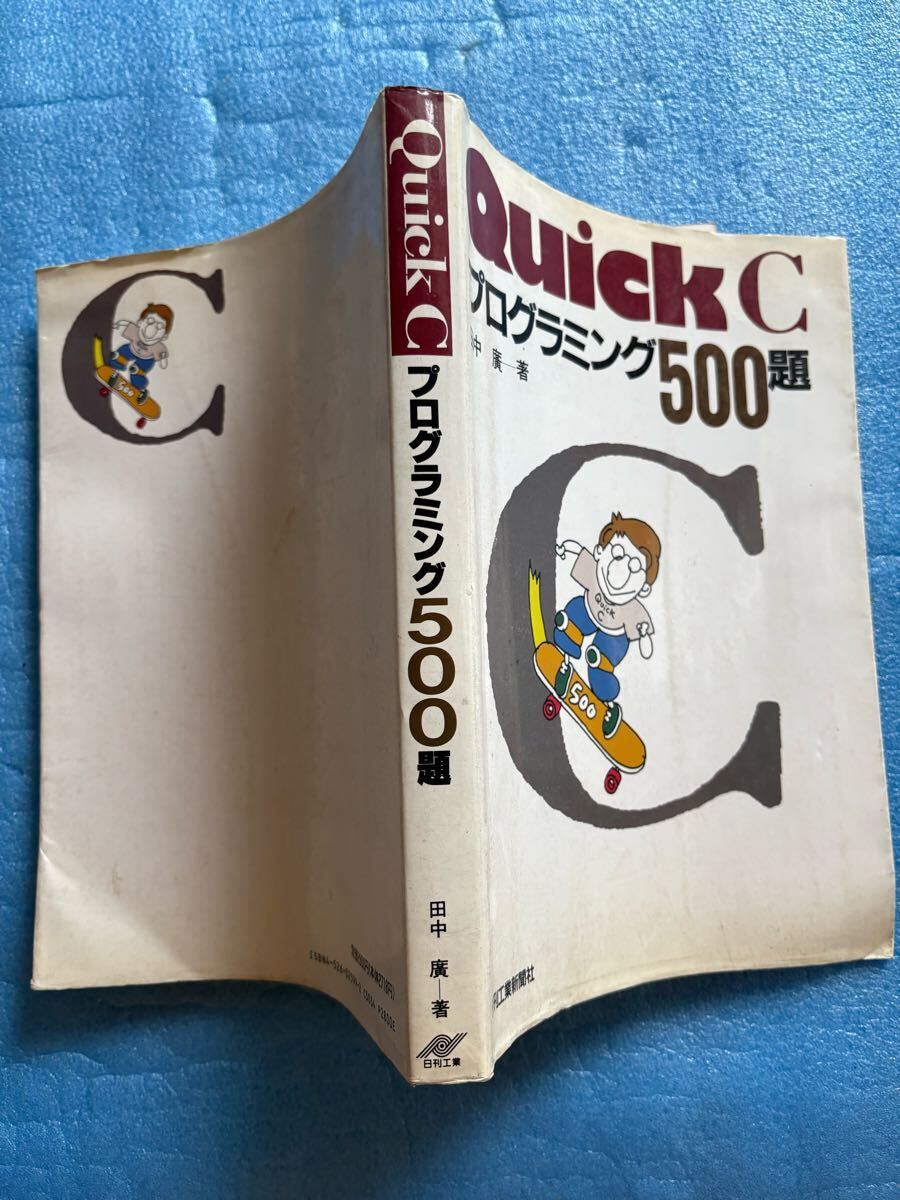 Quick C
プログラミング500題
田中 廣─著
日刊工業
Quick C
プログラミング
500題
中 廣─著
Quick
C
500
刊工業新聞社
500
P2800E